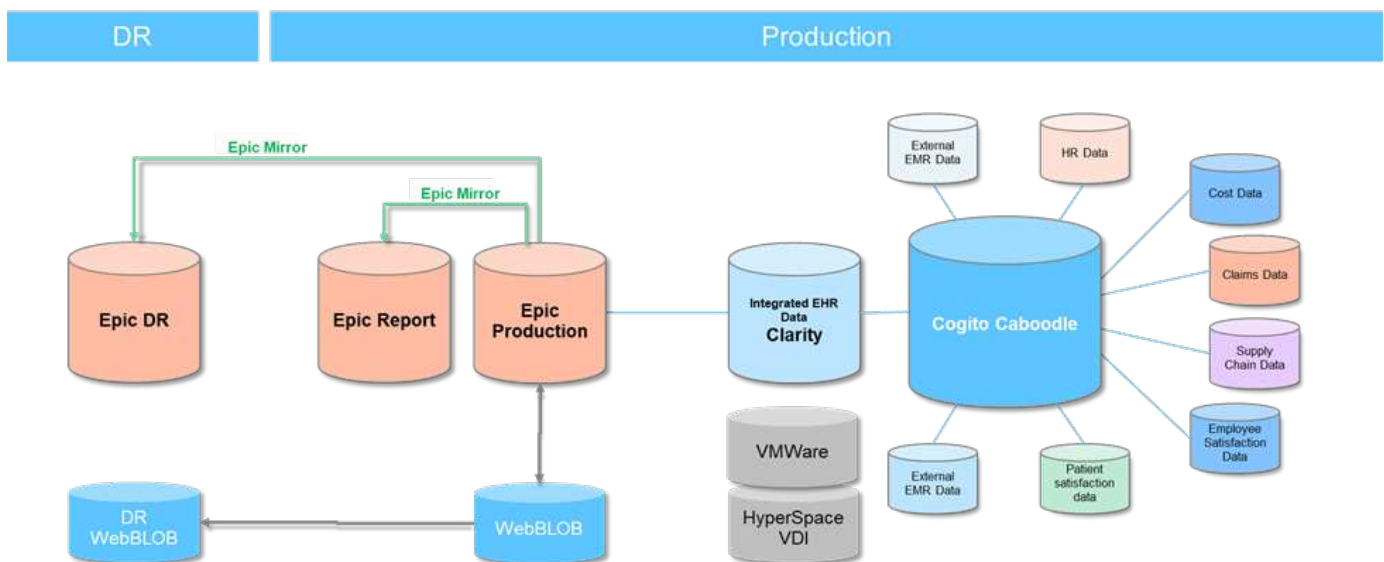 DR
Production
Epic Mirror
Epic Mirror
External
EMR Data
HR Data
Cost Data
Claims Data
Supply
Chain Data
Employee
Satisfaction
Data
Epic DR
Epic Report
Epic
Production
Integrated EHR
Data
Clarity
Cogito Caboodle
VMWare
HyperSpace
VDI
External
EMR Data
Patient
satisfaction
data
DR
WebBLOB
WebBLOB